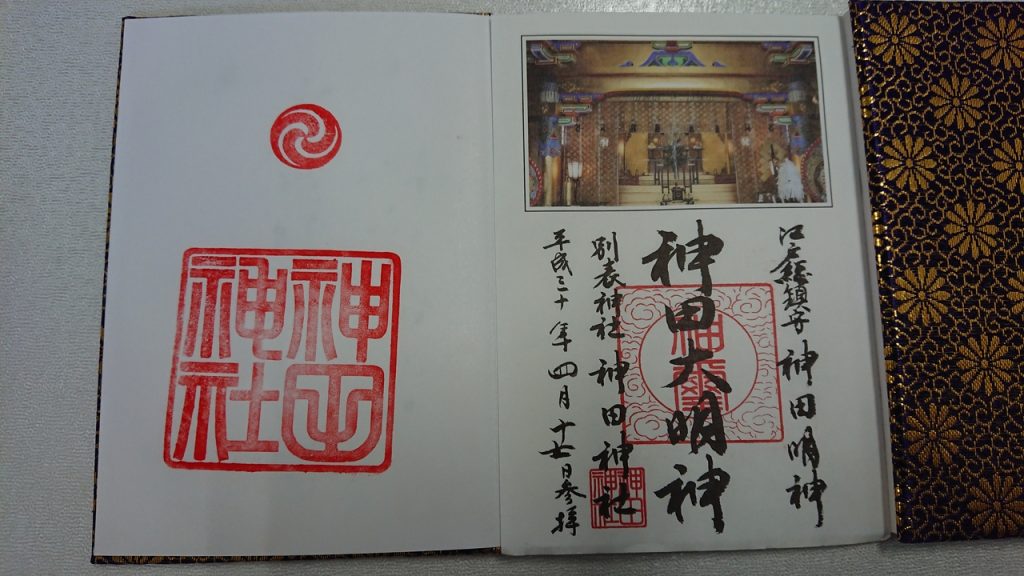 江戸総鎮守 神田明神
神田大明神
別表神社 神田神社
平成三十年四月十七日参拝
神田
神社